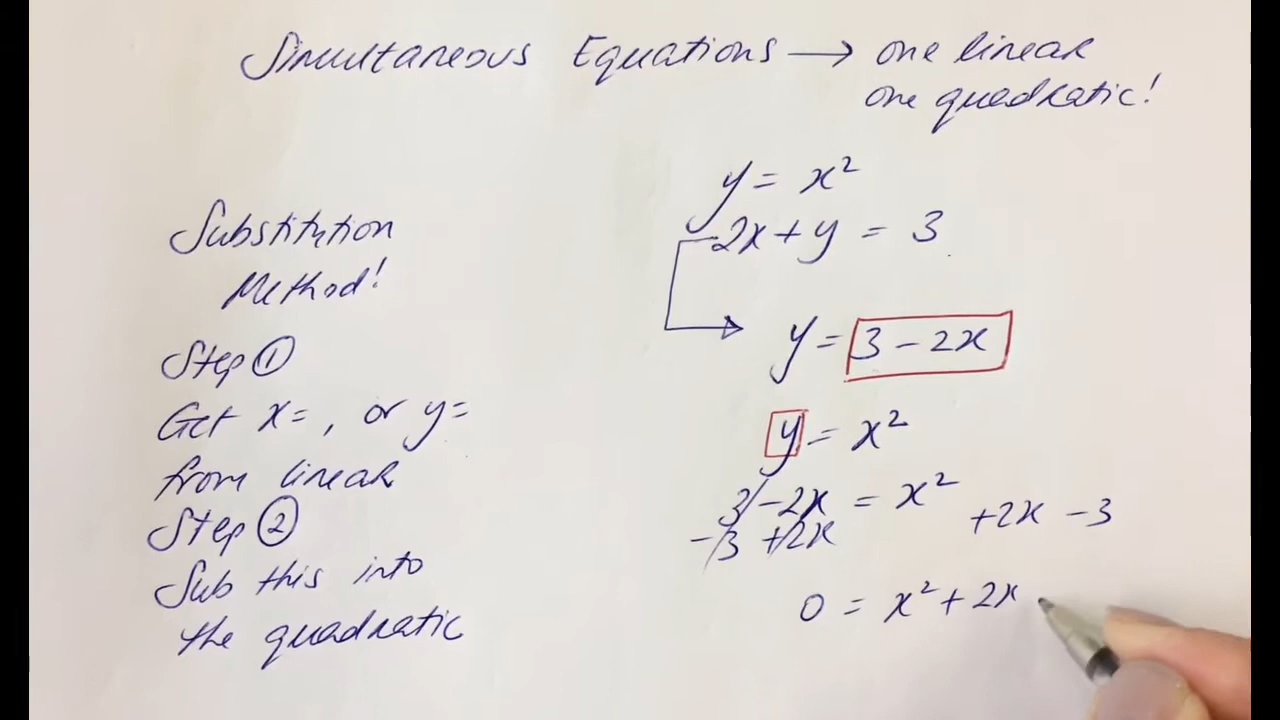 Simultaneous Equations → one linear
one quadratic!
Substitution
Method!
Step ①
Get x= , or y=
from linear
Step ②
Sub this into
the quadratic
y = x²
2x + y = 3
y = 3 - 2x
y = x²
3 - 2x = x²
-3 +2x +2x -3
0 = x² + 2x